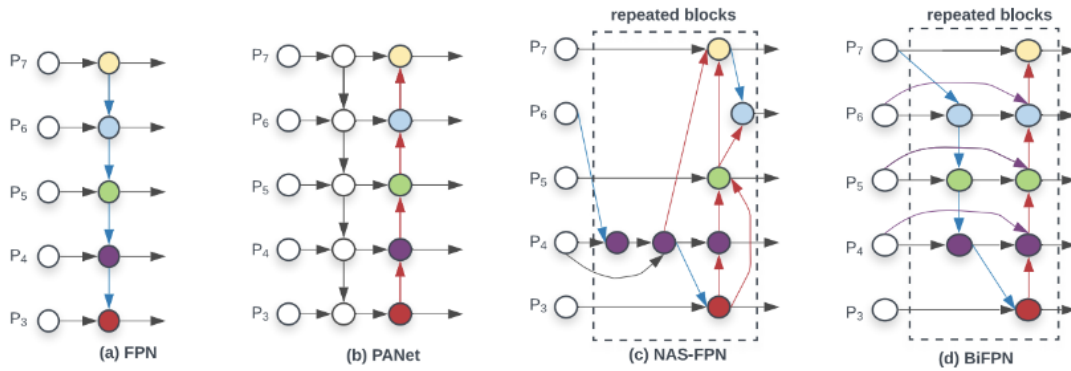 repeated blocks
repeated blocks
P7
P6
P5
P4
P3
(a) FPN
P7
P6
P5
P4
P3
(b) PANet
P7
P6
P5
P4
P3
(c) NAS-FPN
P7
P6
P5
P4
P3
(d) BiFPN